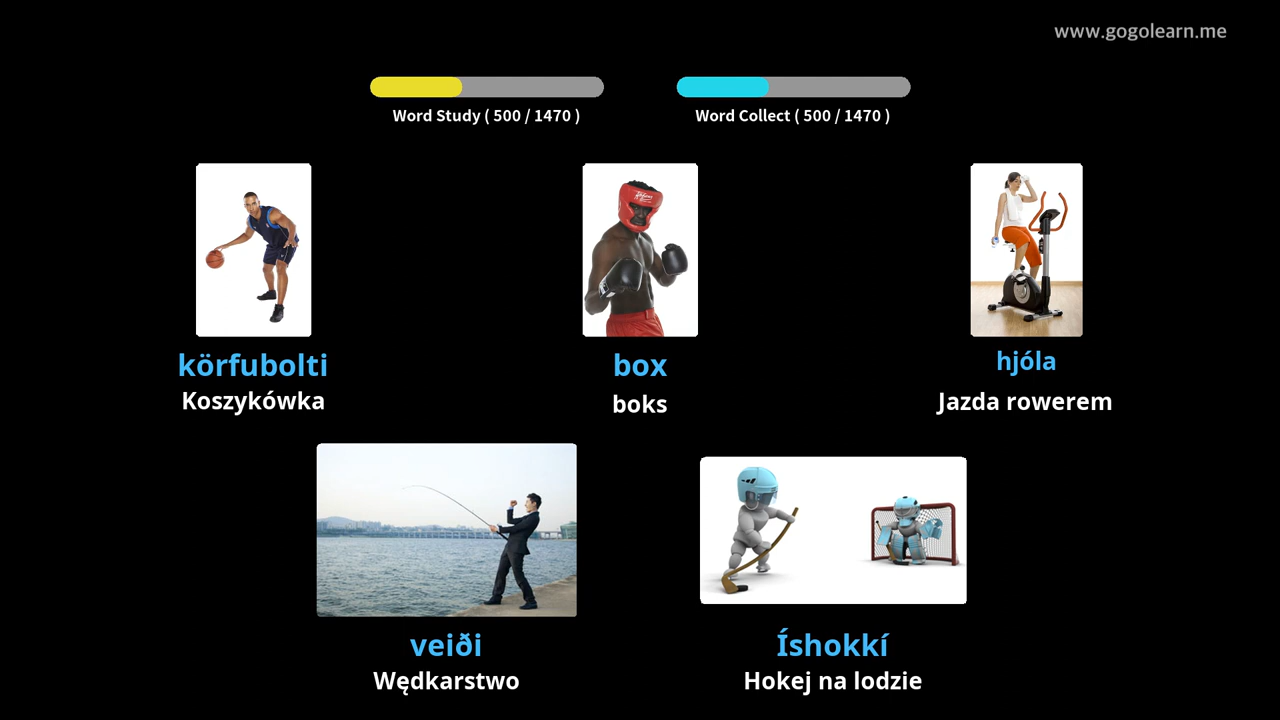 www.gogolearn.me
Word Study ( 500 / 1470 )
Word Collect ( 500 / 1470 )
körfubolti
Koszykówka
box
boks
hjóla
Jazda rowerem
veiði
Wędkarstwo
Íshokkí
Hokej na lodzie